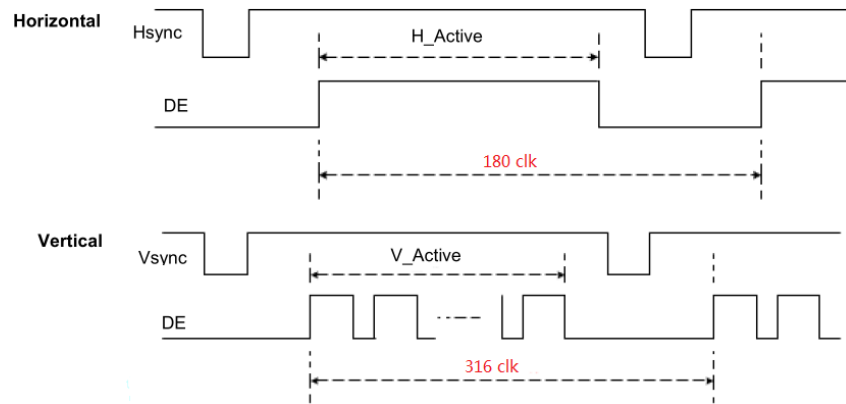 Horizontal
Hsync
H_Active
DE
180 clk
Vertical
Vsync
V_Active
DE
316 clk